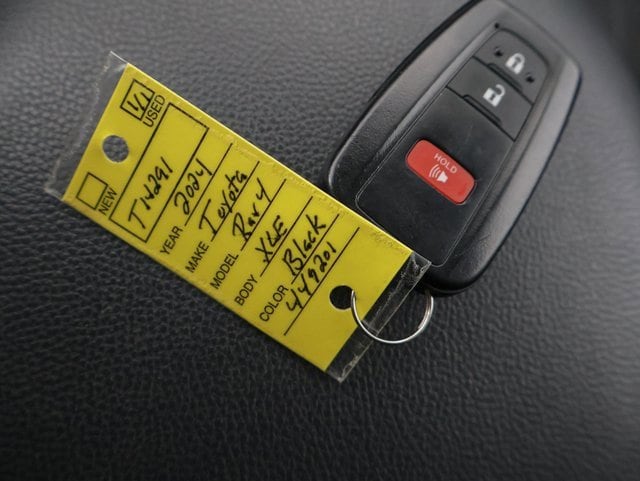 NEW
USED
T14291
YEAR 2024
MAKE Toyota
MODEL Rav4
BODY XLE
COLOR Black
449201
HOLD